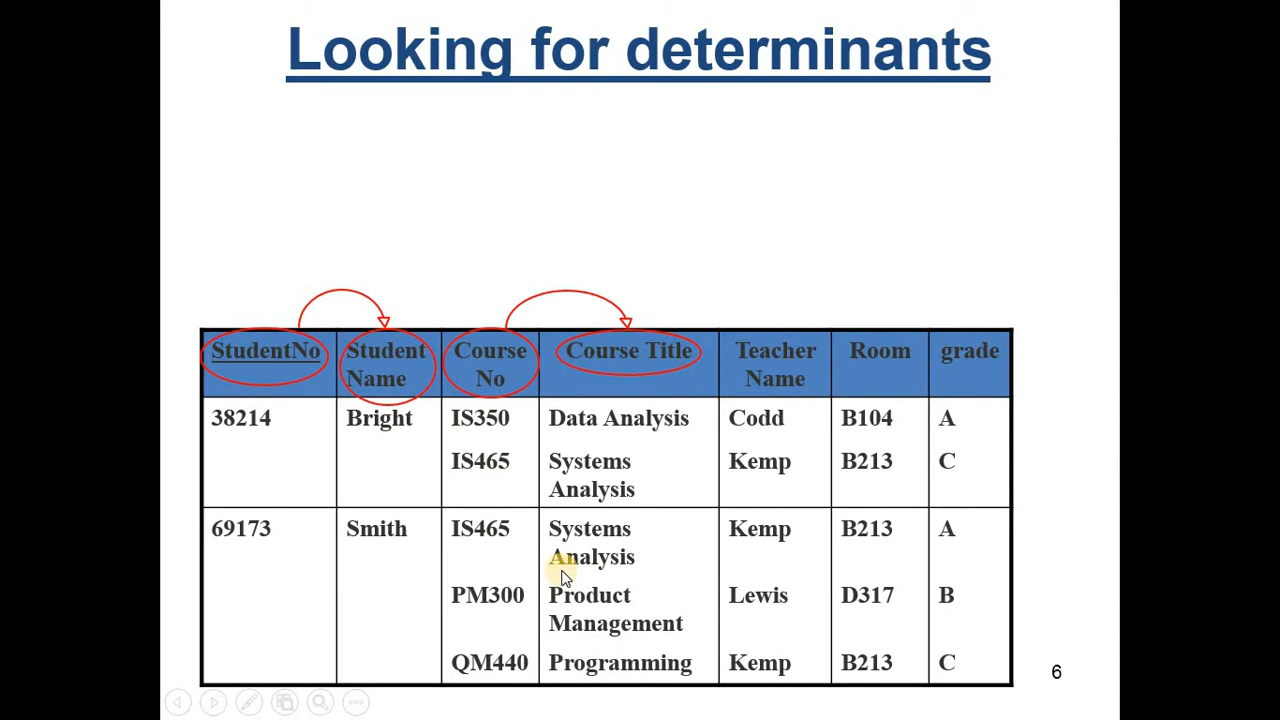 Looking for determinants
StudentNo Student Name Course No Course Title Teacher Name Room grade
38214 Bright IS350 Data Analysis Codd B104 A
IS465 Systems Analysis Kemp B213 C
69173 Smith IS465 Systems Analysis Kemp B213 A
PM300 Product Management Lewis D317 B
QM440 Programming Kemp B213 C
6